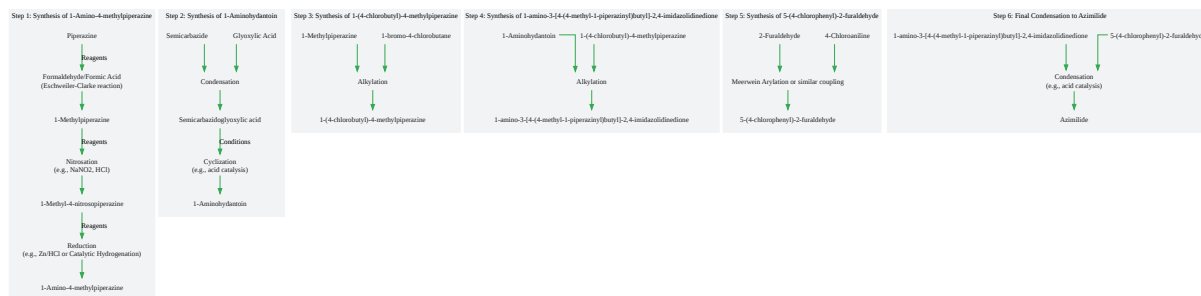 Step 1: Synthesis of 1-Amino-4-methylpiperazine
Piperazine
Reagents
Formaldehyde/Formic Acid
(Eschweiler-Clarke reaction)
1-Methylpiperazine
Reagents
Nitrosation
(e.g., NaNO2, HCl)
1-Methyl-4-nitrosopiperazine
Reagents
Reduction
(e.g., Zn/HCl or Catalytic Hydrogenation)
1-Amino-4-methylpiperazine
Step 2: Synthesis of 1-Aminohydantoin
Semicarbazide
Glyoxylic Acid
Condensation
Semicarbazidoglyoxylic acid
Conditions
Cyclization
(e.g., acid catalysis)
1-Aminohydantoin
Step 3: Synthesis of 1-(4-chlorobutyl)-4-methylpiperazine
1-Methylpiperazine
1-bromo-4-chlorobutane
Alkylation
1-(4-chlorobutyl)-4-methylpiperazine
Step 4: Synthesis of 1-amino-3-[4-(4-methyl-1-piperazinyl)butyl]-2,4-imidazolidinedione
1-Aminohydantoin
1-(4-chlorobutyl)-4-methylpiperazine
Alkylation
1-amino-3-[4-(4-methyl-1-piperazinyl)butyl]-2,4-imidazolidinedione
Step 5: Synthesis of 5-(4-chlorophenyl)-2-furaldehyde
2-Furaldehyde
4-Chloroaniline
Meerwein Arylation or similar coupling
5-(4-chlorophenyl)-2-furaldehyde
Step 6: Final Condensation to Azimilide
1-amino-3-[4-(4-methyl-1-piperazinyl)butyl]-2,4-imidazolidinedione
5-(4-chlorophenyl)-2-furaldehyd
Condensation
(e.g., acid catalysis)
Azimilide